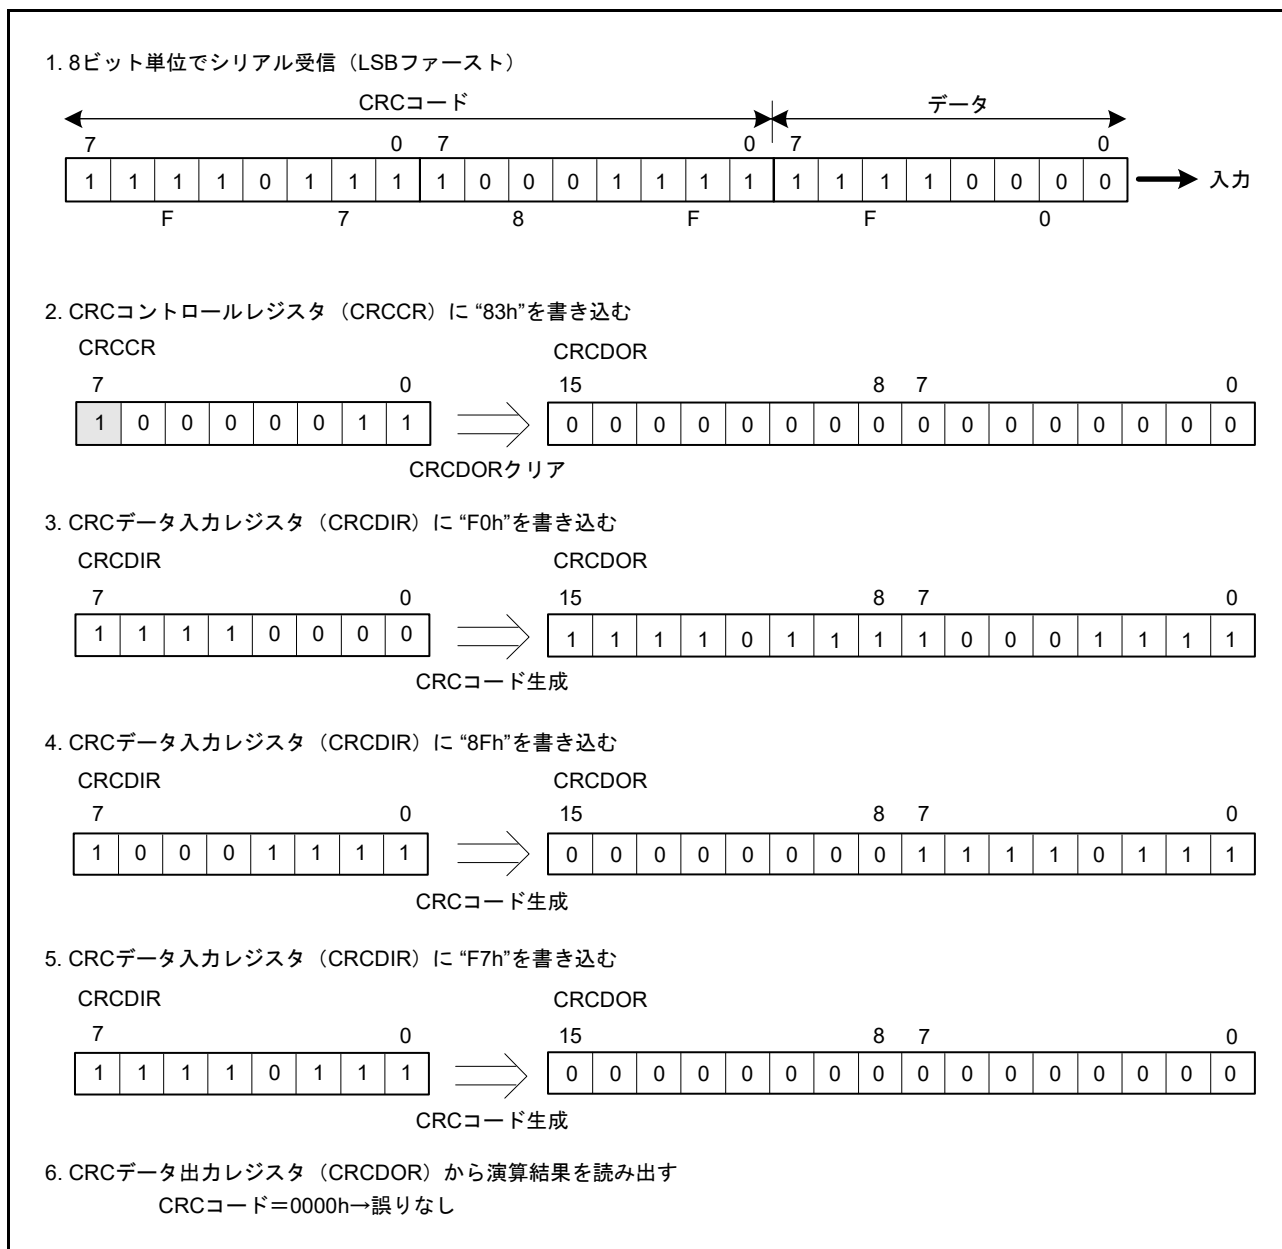 1. 8ビット単位でシリアル受信（LSBファースト）
CRCコード データ
7 0 7 0 7 0
1 1 1 1 0 1 1 1 1 0 0 0 1 1 1 1 1 1 1 1 0 0 0 0 入力
F 7 8 F F 0
2. CRCコントロールレジスタ（CRCCR）に “83h”を書き込む
CRCCR CRCDOR
7 0 15 8 7 0
1 0 0 0 0 0 1 1 0 0 0 0 0 0 0 0 0 0 0 0 0 0 0 0
CRCDORクリア
3. CRCデータ入力レジスタ（CRCDIR）に “F0h”を書き込む
CRCDIR CRCDOR
7 0 15 8 7 0
1 1 1 1 0 0 0 0 1 1 1 1 0 1 1 1 1 0 0 0 1 1 1 1
CRCコード生成
4. CRCデータ入力レジスタ（CRCDIR）に “8Fh”を書き込む
CRCDIR CRCDOR
7 0 15 8 7 0
1 0 0 0 1 1 1 1 0 0 0 0 0 0 0 0 1 1 1 1 0 1 1 1
CRCコード生成
5. CRCデータ入力レジスタ（CRCDIR）に “F7h”を書き込む
CRCDIR CRCDOR
7 0 15 8 7 0
1 1 1 1 0 1 1 1 0 0 0 0 0 0 0 0 0 0 0 0 0 0 0 0
CRCコード生成
6. CRCデータ出力レジスタ（CRCDOR）から演算結果を読み出す
CRCコード＝0000h→誤りなし